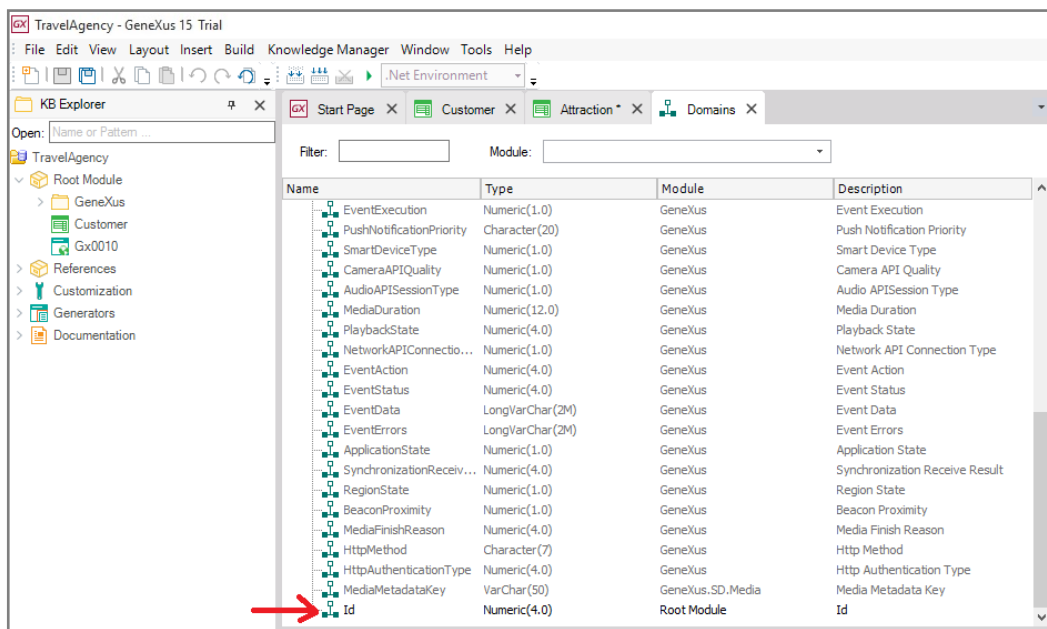 GX TravelAgency - GeneXus 15 Trial
File Edit View Layout Insert Build Knowledge Manager Window Tools Help
.Net Environment
KB Explorer
GX Start Page Customer Attraction * Domains
Open: Name or Pattern ...
TravelAgency
Root Module
GeneXus
Customer
Gx0010
References
Customization
Generators
Documentation
Filter: Module:
Name Type Module Description
EventExecution Numeric(1.0) GeneXus Event Execution
PushNotificationPriority Character(20) GeneXus Push Notification Priority
SmartDeviceType Numeric(1.0) GeneXus Smart Device Type
CameraAPIQuality Numeric(1.0) GeneXus Camera API Quality
AudioAPISessionType Numeric(1.0) GeneXus Audio APISession Type
MediaDuration Numeric(12.0) GeneXus Media Duration
PlaybackState Numeric(4.0) GeneXus Playback State
NetworkAPIConnectio... Numeric(1.0) GeneXus Network API Connection Type
EventAction Numeric(4.0) GeneXus Event Action
EventStatus Numeric(4.0) GeneXus Event Status
EventData LongVarChar(2M) GeneXus Event Data
EventErrors LongVarChar(2M) GeneXus Event Errors
ApplicationState Numeric(1.0) GeneXus Application State
SynchronizationReceiv... Numeric(4.0) GeneXus Synchronization Receive Result
RegionState Numeric(1.0) GeneXus Region State
BeaconProximity Numeric(1.0) GeneXus Beacon Proximity
MediaFinishReason Numeric(4.0) GeneXus Media Finish Reason
HttpMethod Character(7) GeneXus Http Method
HttpAuthenticationType Numeric(4.0) GeneXus Http Authentication Type
MediaMetadataKey VarChar(50) GeneXus.SD.Media Media Metadata Key
Id Numeric(4.0) Root Module Id